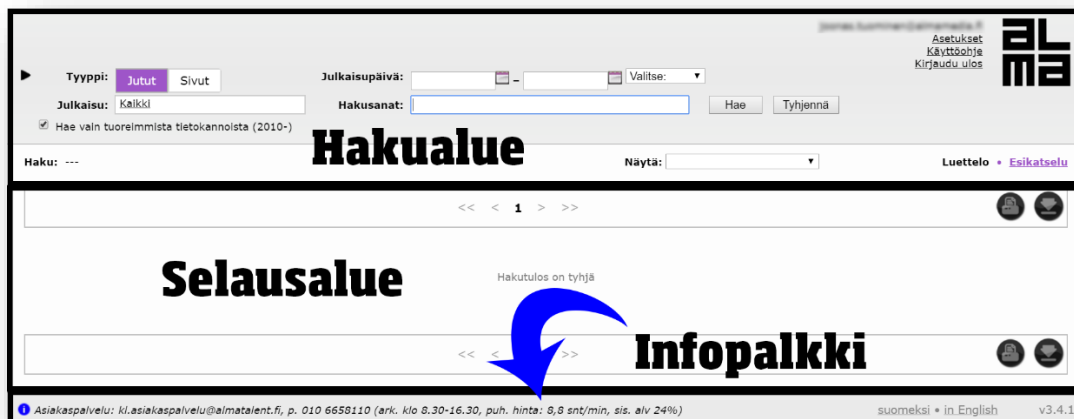 Asetukset
Käyttöohje
Kirjaudu ulos
aL
ma
Tyyppi: Jutut Sivut Julkaisupäivä: – Valitse:
Julkaisu: Kaikki Hakusanat: Hae Tyhjennä
Hae vain tuoreimmista tietokannoista (2010-)
Hakualue
Haku: --- Näytä: Luettelo • Esikatselu
<< < 1 > >>
Selausalue
Hakutulos on tyhjä
<< < >>
Infopalkki
Asiakaspalvelu: kl.asiakaspalvelu@almatalent.fi, p. 010 6658110 (ark. klo 8.30-16.30, puh. hinta: 8,8 snt/min, sis. alv 24%) suomeksi • in English v3.4.1